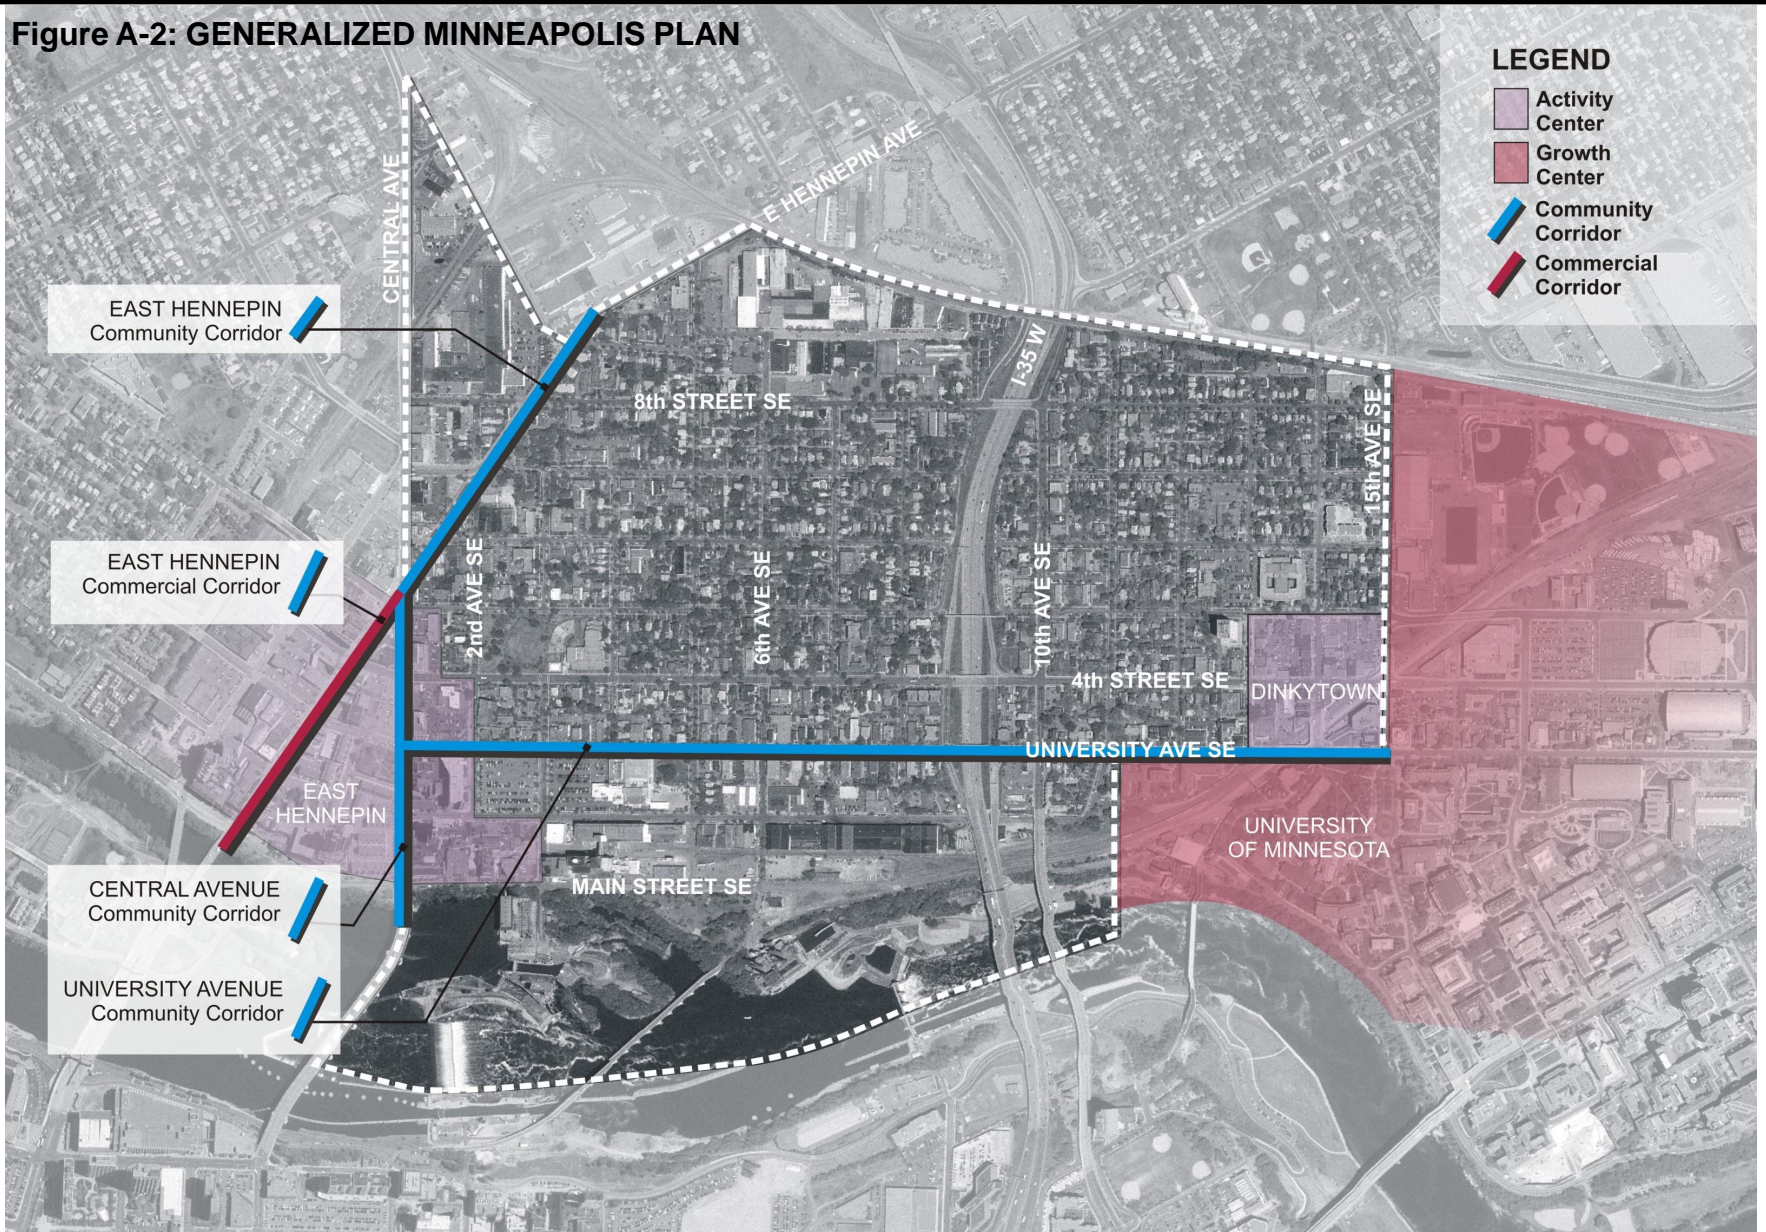 Figure A-2: GENERALIZED MINNEAPOLIS PLAN
LEGEND
Activity
Center
Growth
Center
Community
Corridor
Commercial
Corridor
CENTRAL AVE
E HENNEPIN AVE
EAST HENNEPIN
Community Corridor
I-35 W
8th STREET SE
15th AVE SE
EAST HENNEPIN
Commercial Corridor
2nd AVE SE
6th AVE SE
10th AVE SE
4th STREET SE
DINKYTOWN
UNIVERSITY AVE SE
EAST
HENNEPIN
UNIVERSITY
OF MINNESOTA
MAIN STREET SE
CENTRAL AVENUE
Community Corridor
UNIVERSITY AVENUE
Community Corridor